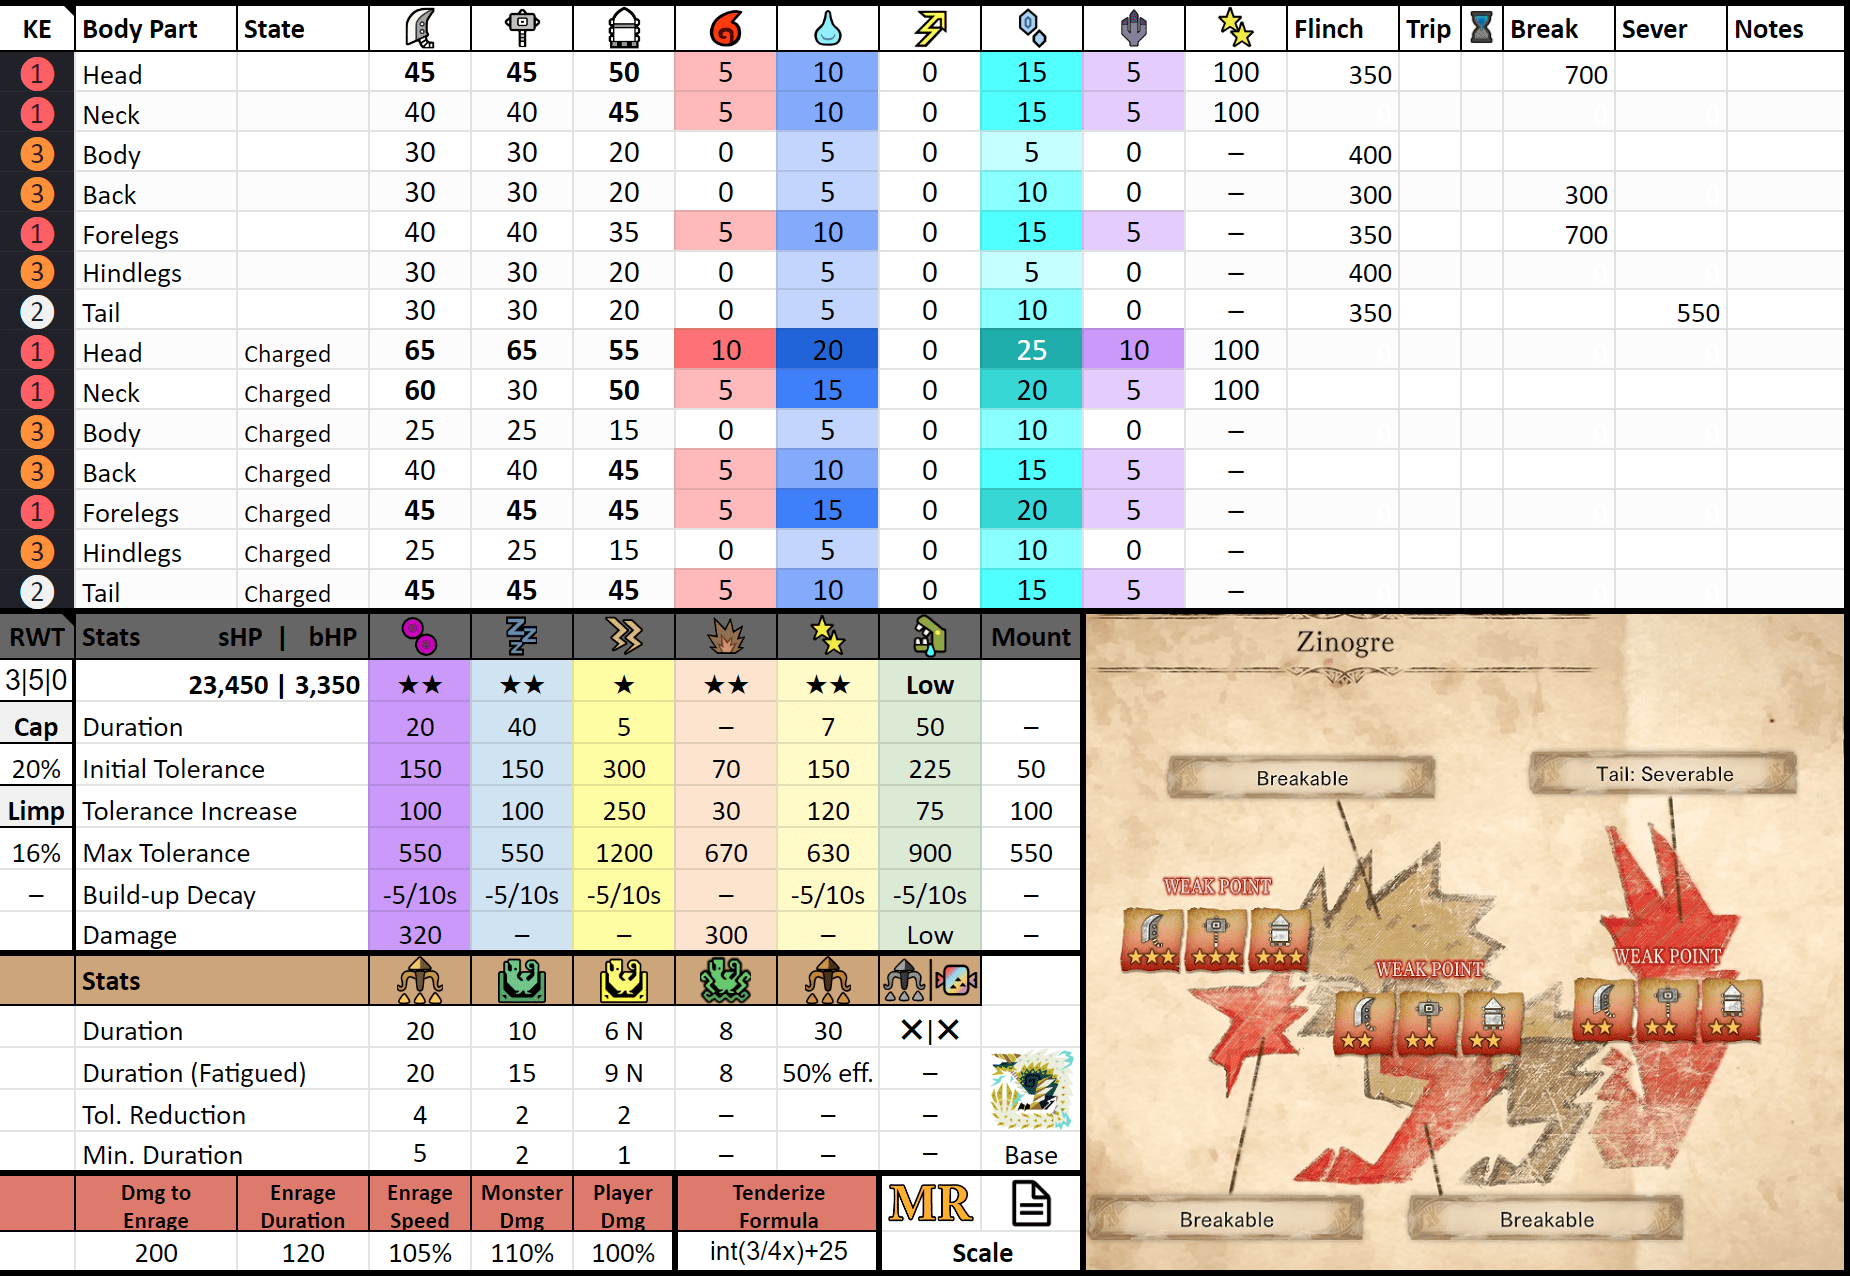 KE Body Part State Flinch Trip Break Sever Notes
1 Head 45 45 50 5 10 0 15 5 100 350 700
1 Neck 40 40 45 5 10 0 15 5 100
3 Body 30 30 20 0 5 0 5 0 – 400
3 Back 30 30 20 0 5 0 10 0 – 300 300
1 Forelegs 40 40 35 5 10 0 15 5 – 350 700
3 Hindlegs 30 30 20 0 5 0 5 0 – 400
2 Tail 30 30 20 0 5 0 10 0 – 350 550
1 Head Charged 65 65 55 10 20 0 25 10 100
1 Neck Charged 60 30 50 5 15 0 20 5 100
3 Body Charged 25 25 15 0 5 0 10 0 –
3 Back Charged 40 40 45 5 10 0 15 5 –
1 Forelegs Charged 45 45 45 5 15 0 20 5 –
3 Hindlegs Charged 25 25 15 0 5 0 10 0 –
2 Tail Charged 45 45 45 5 10 0 15 5 –
RWT Stats sHP | bHP Mount
3|5|0 23,450 | 3,350 ★★ ★★ ★ ★★ ★★ Low
Cap Duration 20 40 5 – 7 50 –
20% Initial Tolerance 150 150 300 70 150 225 50
Limp Tolerance Increase 100 100 250 30 120 75 100
16% Max Tolerance 550 550 1200 670 630 900 550
– Build-up Decay -5/10s -5/10s -5/10s – -5/10s -5/10s –
Damage 320 – – 300 – Low –
Stats
Duration 20 10 6 N 8 30 ✕|✕
Duration (Fatigued) 20 15 9 N 8 50% eff. –
Tol. Reduction 4 2 2 – – –
Min. Duration 5 2 1 – – – Base
Dmg to Enrage Enrage Duration Enrage Speed Monster Dmg Player Dmg Tenderize Formula MR
200 120 105% 110% 100% int(3/4x)+25 Scale
Zinogre
Breakable
Tail: Severable
WEAK POINT
WEAK POINT
WEAK POINT
Breakable
Breakable